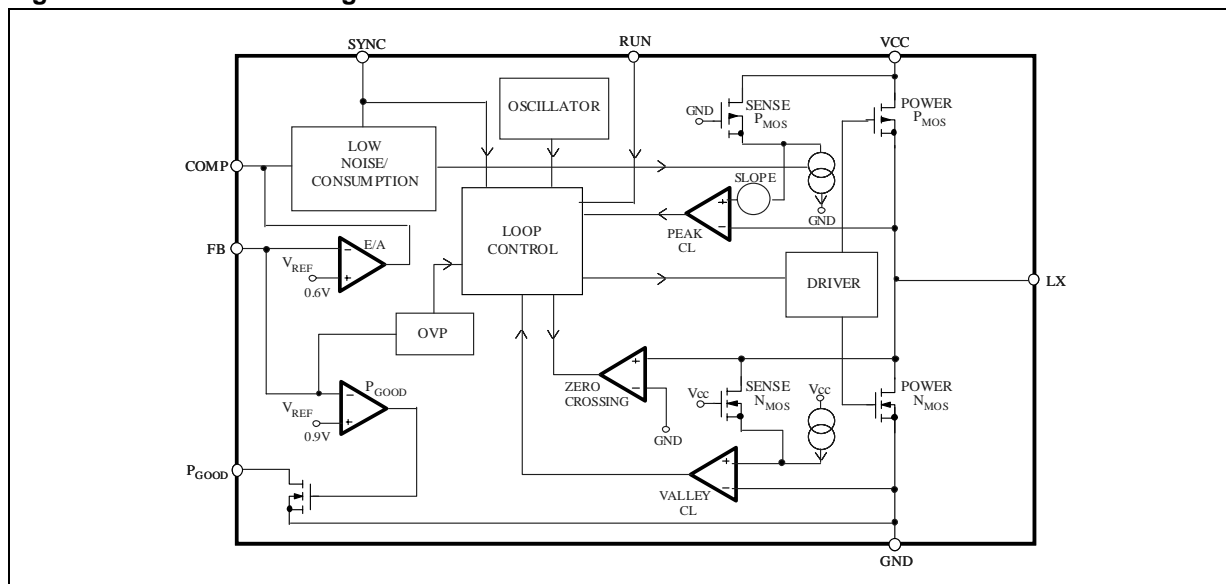 SYNC
RUN
VCC
OSCILLATOR
GND
SENSE
PMOS
POWER
PMOS
LOW
NOISE/
CONSUMPTION
COMP
SLOPE
GND
LOOP
CONTROL
PEAK
CL
FB
E/A
VREF
0.6V
DRIVER
LX
OVP
ZERO
CROSSING
GND
Vcc
SENSE
NMOS
Vcc
POWER
NMOS
PGOOD
VREF
0.9V
PGOOD
VALLEY
CL
GND